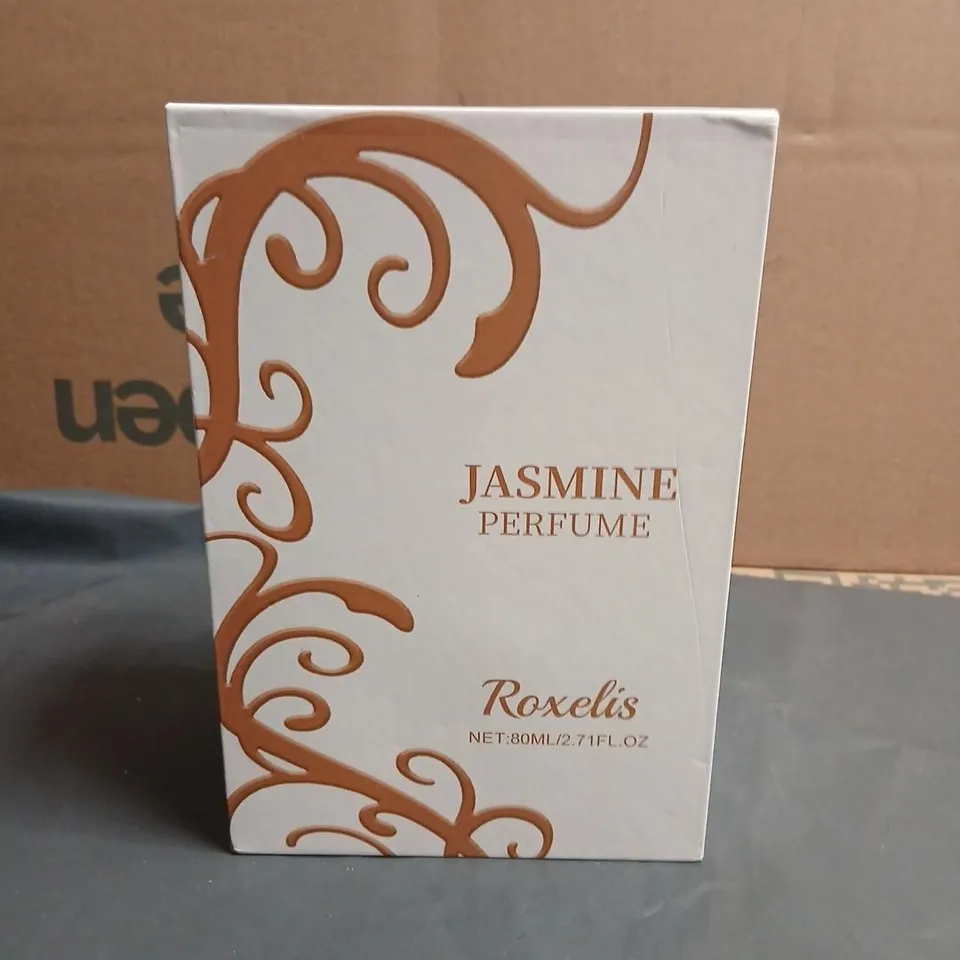 JASMINE
PERFUME
Roxelis
NET:80ML/2.71FL.OZ